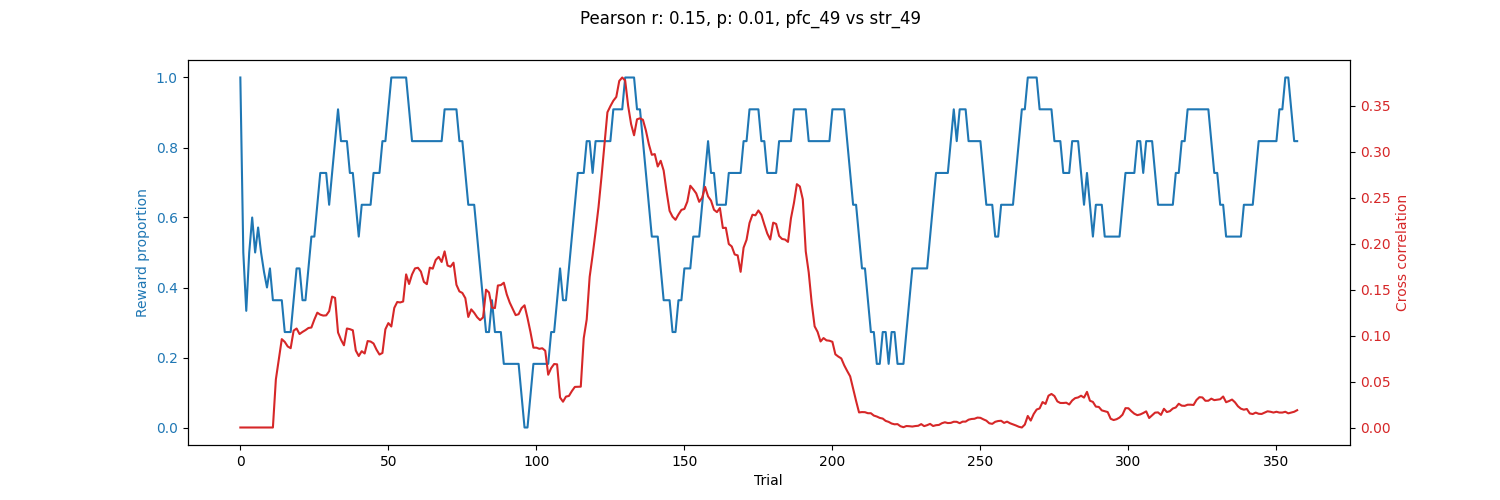 Pearson r: 0.15, p: 0.01, pfc_49 vs str_49
1.0
0.8
0.6
0.4
0.2
0.0
Reward proportion
0.35
0.30
0.25
0.20
0.15
0.10
0.05
0.00
Cross correlation
0 50 100 150 200 250 300 350
Trial